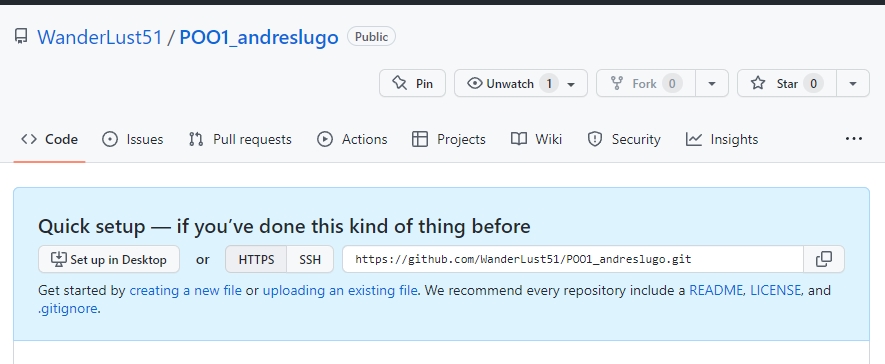 WanderLust51 / POO1_andreslugo Public
Pin Unwatch 1 Fork 0 Star 0
Code Issues Pull requests Actions Projects Wiki Security Insights ...
Quick setup — if you’ve done this kind of thing before
Set up in Desktop or HTTPS SSH https://github.com/WanderLust51/POO1_andreslugo.git
Get started by creating a new file or uploading an existing file. We recommend every repository include a README, LICENSE, and
.gitignore.